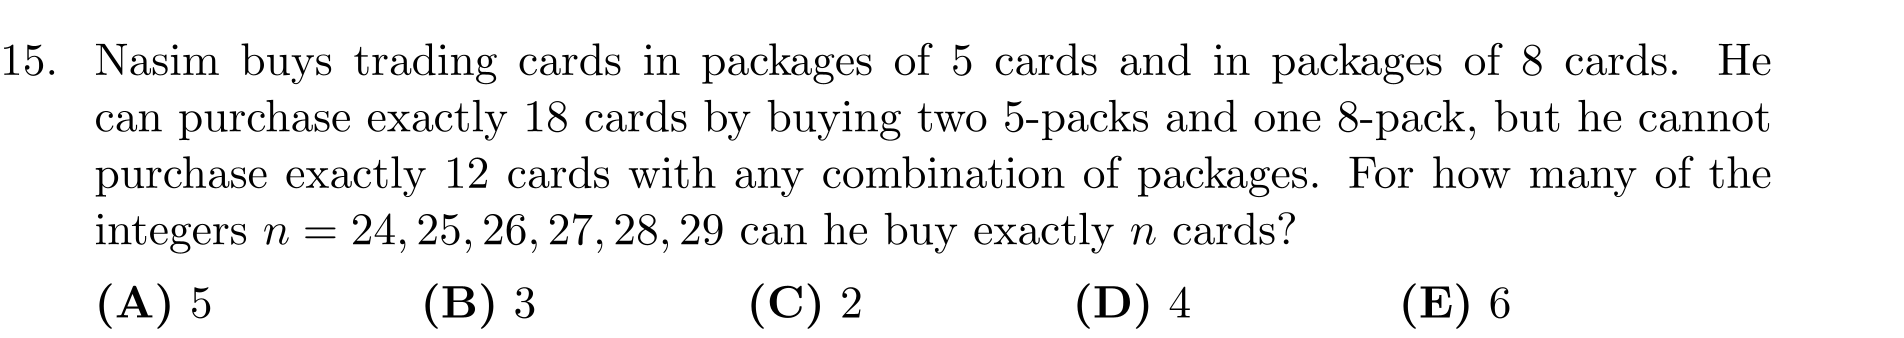 15. Nasim buys trading cards in packages of 5 cards and in packages of 8 cards. He
can purchase exactly 18 cards by buying two 5-packs and one 8-pack, but he cannot
purchase exactly 12 cards with any combination of packages. For how many of the
integers n = 24, 25, 26, 27, 28, 29 can he buy exactly n cards?
(A) 5 (B) 3 (C) 2 (D) 4 (E) 6